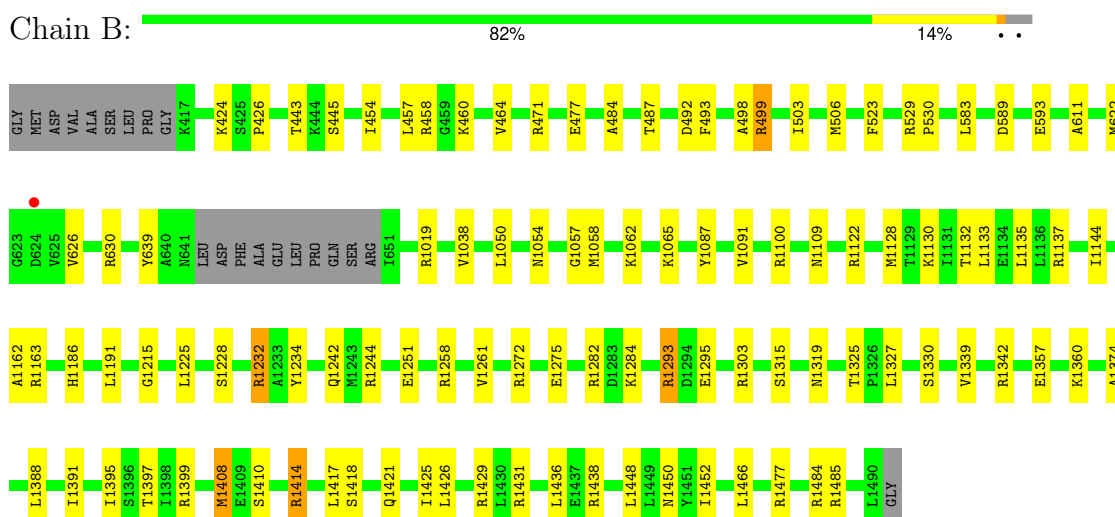 Chain B:
82% 14% • •
GLY MET ASP VAL ALA SER LEU PRO GLY K417 K424 S425 P426 T443 K444 S445 I454 L457 R458 G459 K460 V464 R471 E477 A484 T487 D492 F493 A498 R499 I503 M506 F523 R529 P530 L583 D589 E593 A611 M622
G623 D624 V625 V626 R630 Y639 A640 N641 LEU ASP PHE ALA GLU LEU PRO GLN SER ARG I651 R1019 V1038 L1050 N1054 G1057 M1058 K1062 K1065 Y1087 V1091 R1100 N1109 R1122 M1128 T1129 K1130 I1131 T1132 L1133 E1134 L1135 L1136 R1137 I1144
A1162 R1163 H1186 L1191 G1215 L1225 S1228 R1232 A1233 Y1234 Q1242 M1243 R1244 E1251 R1258 V1261 R1272 E1275 R1282 D1283 K1284 R1293 D1294 E1295 R1303 S1315 N1319 T1325 P1326 L1327 S1330 V1339 R1342 E1357 K1360 A1374
L1388 I1391 I1395 S1396 T1397 I1398 R1399 M1408 E1409 S1410 R1414 L1417 S1418 Q1421 I1425 L1426 R1429 L1430 R1431 L1436 E1437 R1438 L1448 L1449 N1450 Y1451 I1452 L1466 R1477 R1484 R1485 L1490 GLY